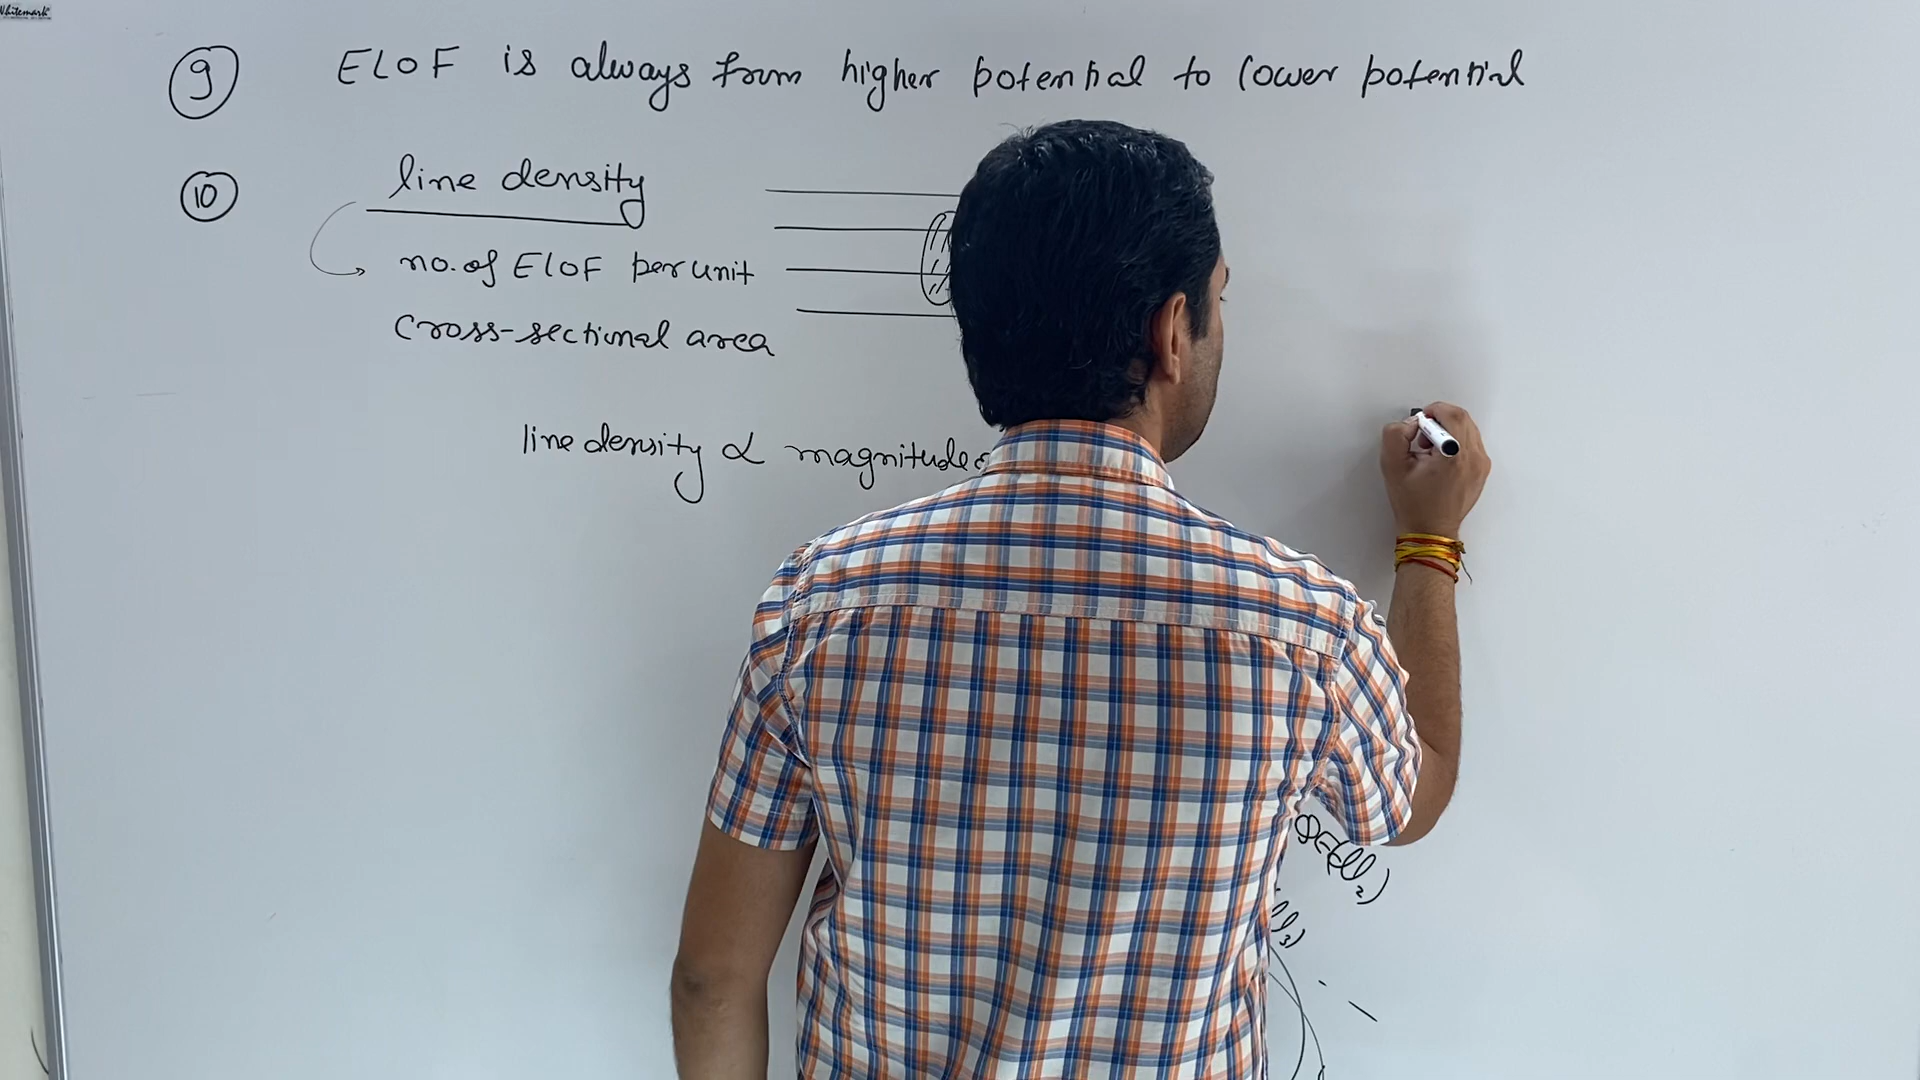 Whitemark
9 ELOF is always from higher potential to lower potential
10 line density
no. of ELOF per unit
cross-sectional area
line density ∝ magnitude